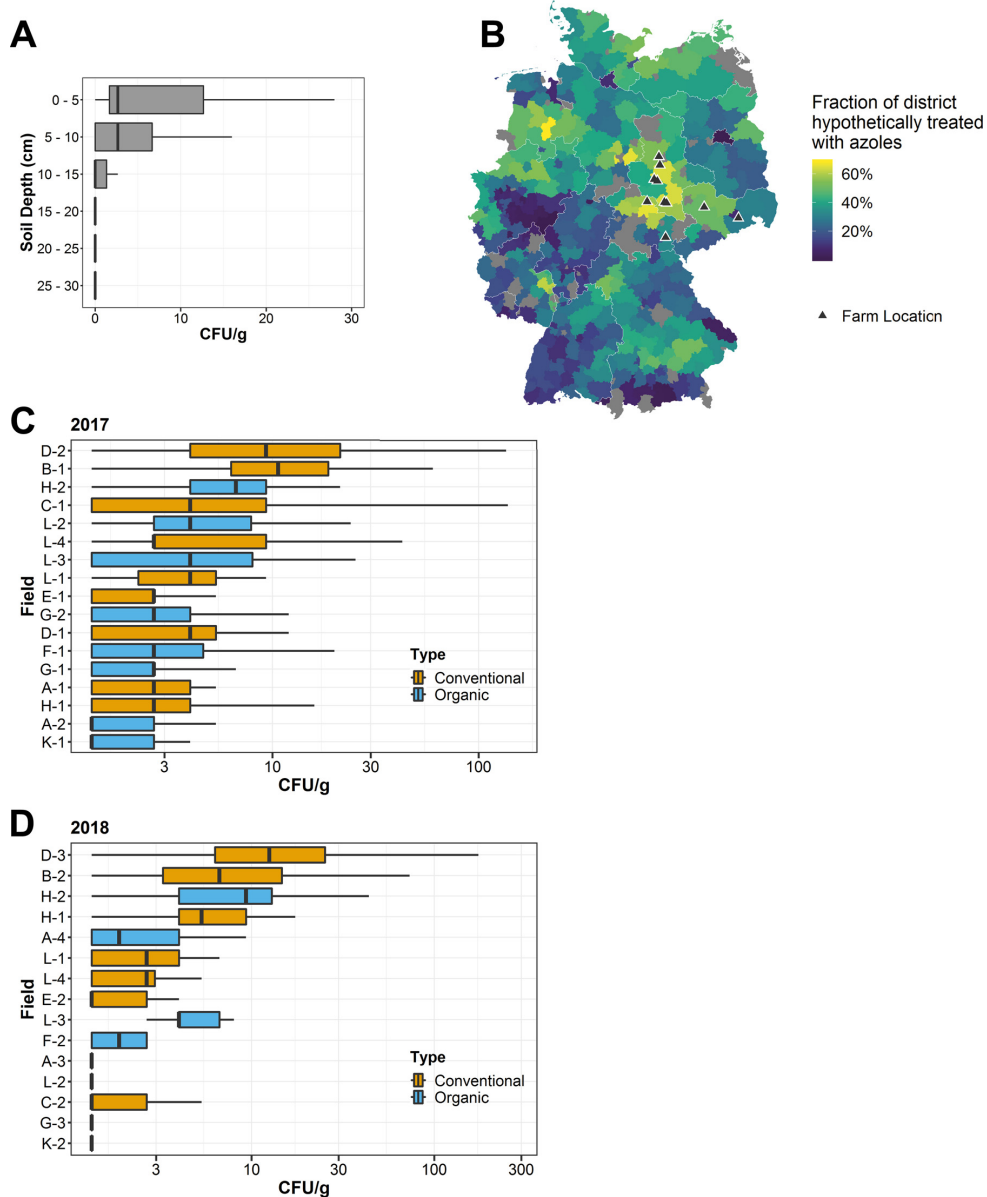 A
0 - 5
5 - 10
10 - 15
15 - 20
20 - 25
25 - 30
Soil Depth (cm)
0
10
20
30
CFU/g
B
Fraction of district
hypothetically treated
with azoles
60%
40%
20%
Farm Location
C
2017
D-2
B-1
H-2
C-1
L-2
L-4
L-3
L-1
E-1
G-2
D-1
F-1
G-1
A-1
H-1
A-2
K-1
Field
Type
Conventional
Organic
3
10
30
100
CFU/g
D
2018
D-3
B-2
H-2
H-1
A-4
L-1
L-4
E-2
L-3
F-2
A-3
L-2
C-2
G-3
K-2
Field
Type
Conventional
Organic
3
10
30
100
300
CFU/g